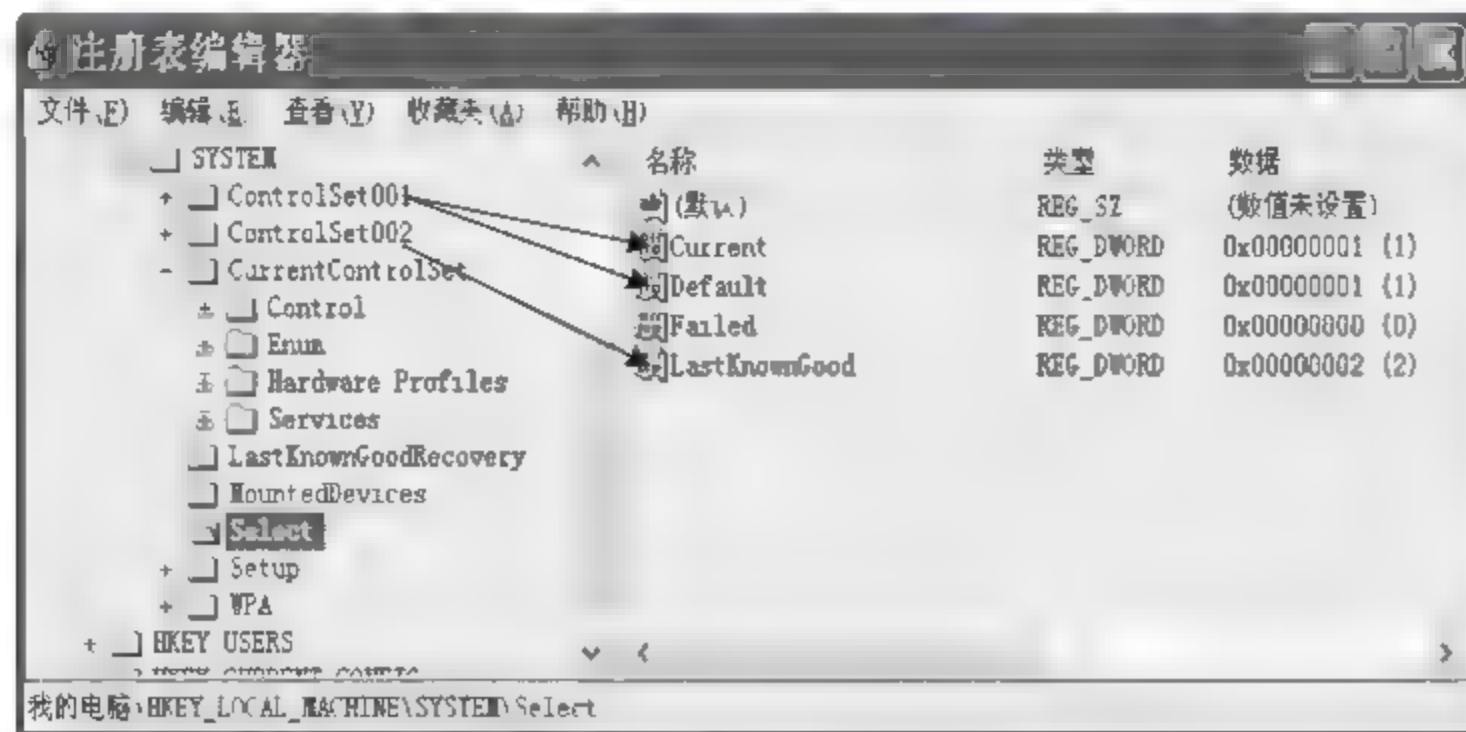 注册表编辑器
文件(F) 编辑(E) 查看(V) 收藏夹(A) 帮助(H)
SYSTEM
ControlSet001
ControlSet002
CurrentControlSet
Control
Enum
Hardware Profiles
Services
LastKnownGoodRecovery
MountedDevices
Select
Setup
WPA
HKEY_USERS
HKEY_CURRENT_CONFIG
名称 类型 数据
(默认) REG_SZ (数值未设置)
Current REG_DWORD 0x00000001 (1)
Default REG_DWORD 0x00000001 (1)
Failed REG_DWORD 0x00000000 (0)
LastKnownGood REG_DWORD 0x00000002 (2)
我的电脑\HKEY_LOCAL_MACHINE\SYSTEM\Select